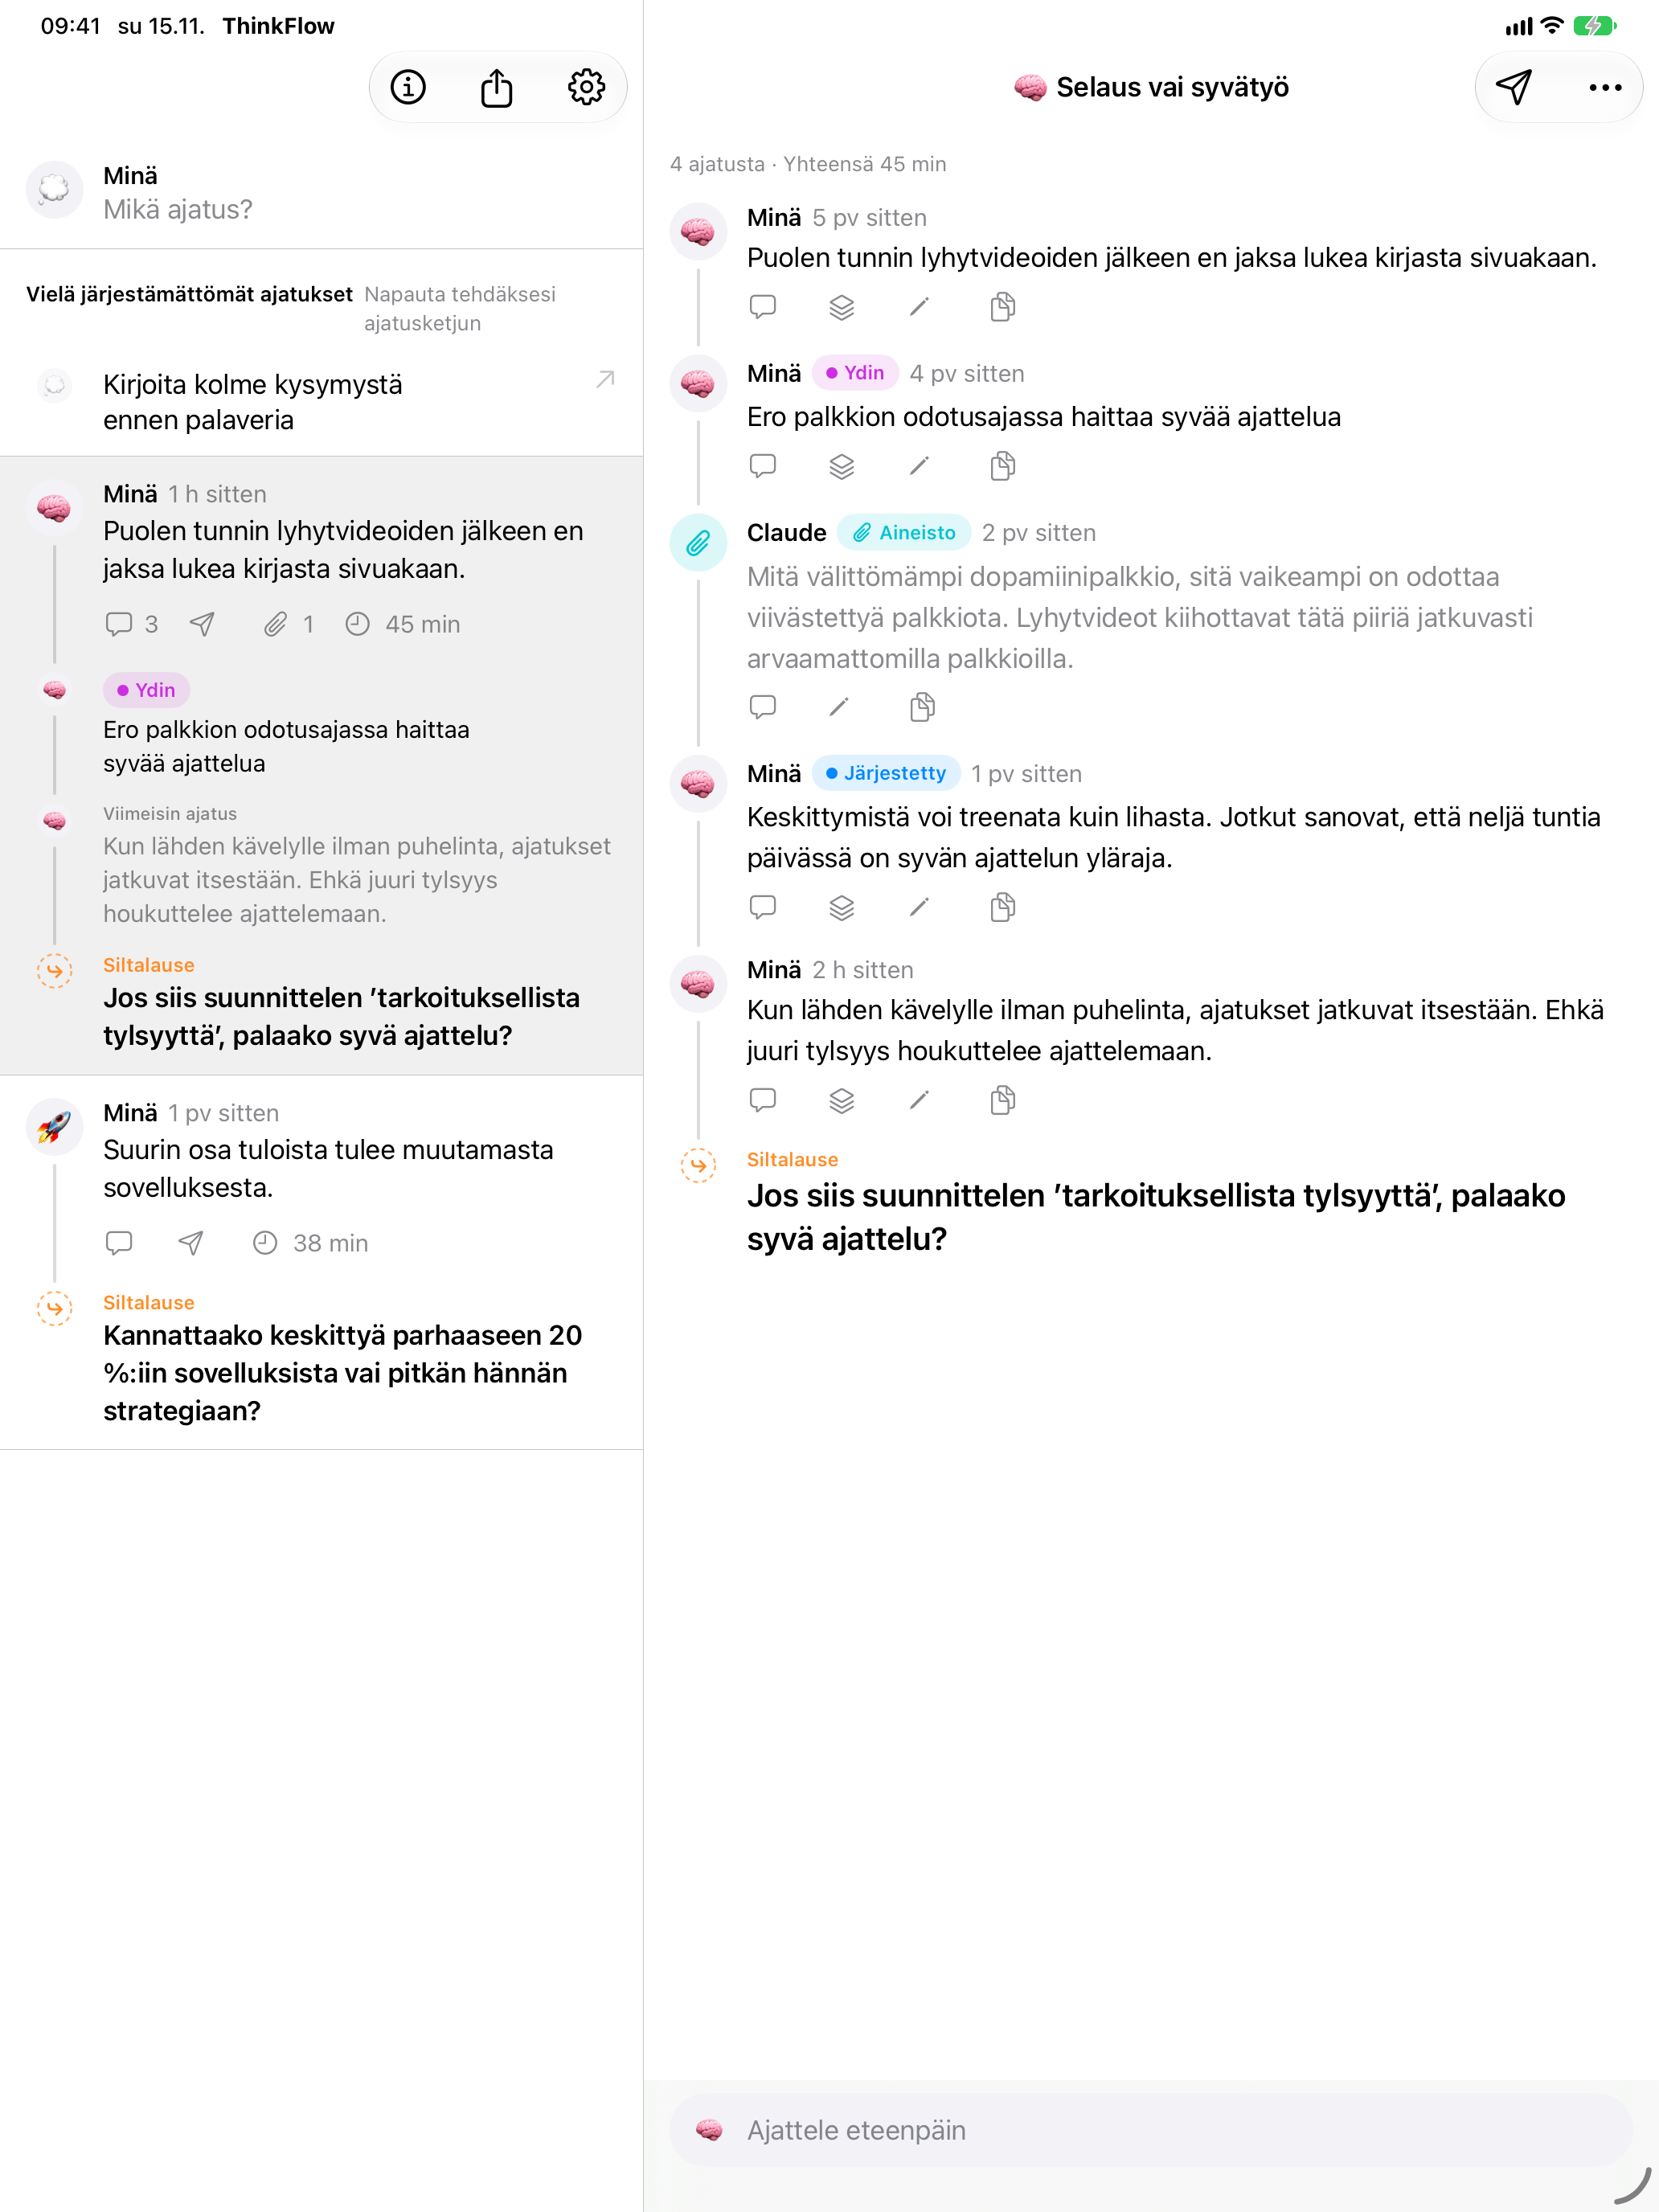 09:41 su 15.11. ThinkFlow
Minä
Mikä ajatus?
Vielä järjestämättömät ajatukset Napauta tehdäksesi
ajatusketjun
Kirjoita kolme kysymystä
ennen palaveria
Minä 1 h sitten
Puolen tunnin lyhytvideoiden jälkeen en
jaksa lukea kirjasta sivuakaan.
3 1 45 min
Ydin
Ero palkkion odotusajassa haittaa
syvää ajattelua
Viimeisin ajatus
Kun lähden kävelylle ilman puhelinta, ajatukset
jatkuvat itsestään. Ehkä juuri tylsyys
houkuttelee ajattelemaan.
Siltalause
Jos siis suunnittelen ’tarkoituksellista
tylsyyttä’, palaako syvä ajattelu?
Minä 1 pv sitten
Suurin osa tuloista tulee muutamasta
sovelluksesta.
38 min
Siltalause
Kannattaako keskittyä parhaaseen 20
%:iin sovelluksista vai pitkän hännän
strategiaan?
Selaus vai syvätyö
4 ajatusta · Yhteensä 45 min
Minä 5 pv sitten
Puolen tunnin lyhytvideoiden jälkeen en jaksa lukea kirjasta sivuakaan.
Minä Ydin 4 pv sitten
Ero palkkion odotusajassa haittaa syvää ajattelua
Claude Aineisto 2 pv sitten
Mitä välittömämpi dopamiinipalkkio, sitä vaikeampi on odottaa
viivästettyä palkkiota. Lyhytvideot kiihottavat tätä piiriä jatkuvasti
arvaamattomilla palkkioilla.
Minä Järjestetty 1 pv sitten
Keskittymistä voi treenata kuin lihasta. Jotkut sanovat, että neljä tuntia
päivässä on syvän ajattelun yläraja.
Minä 2 h sitten
Kun lähden kävelylle ilman puhelinta, ajatukset jatkuvat itsestään. Ehkä
juuri tylsyys houkuttelee ajattelemaan.
Siltalause
Jos siis suunnittelen ’tarkoituksellista tylsyyttä’, palaako
syvä ajattelu?
Ajattele eteenpäin